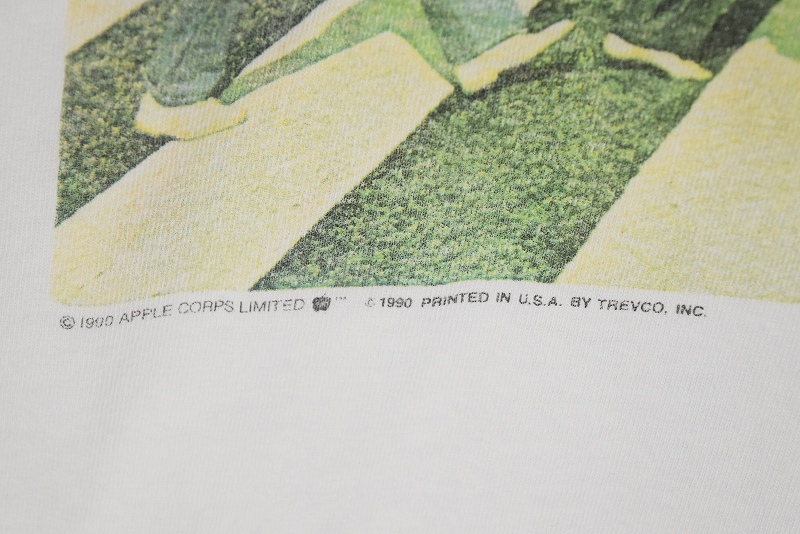 © 1990 APPLE CORPS LIMITED ™ © 1990 PRINTED IN U.S.A. BY TREVCO, INC.